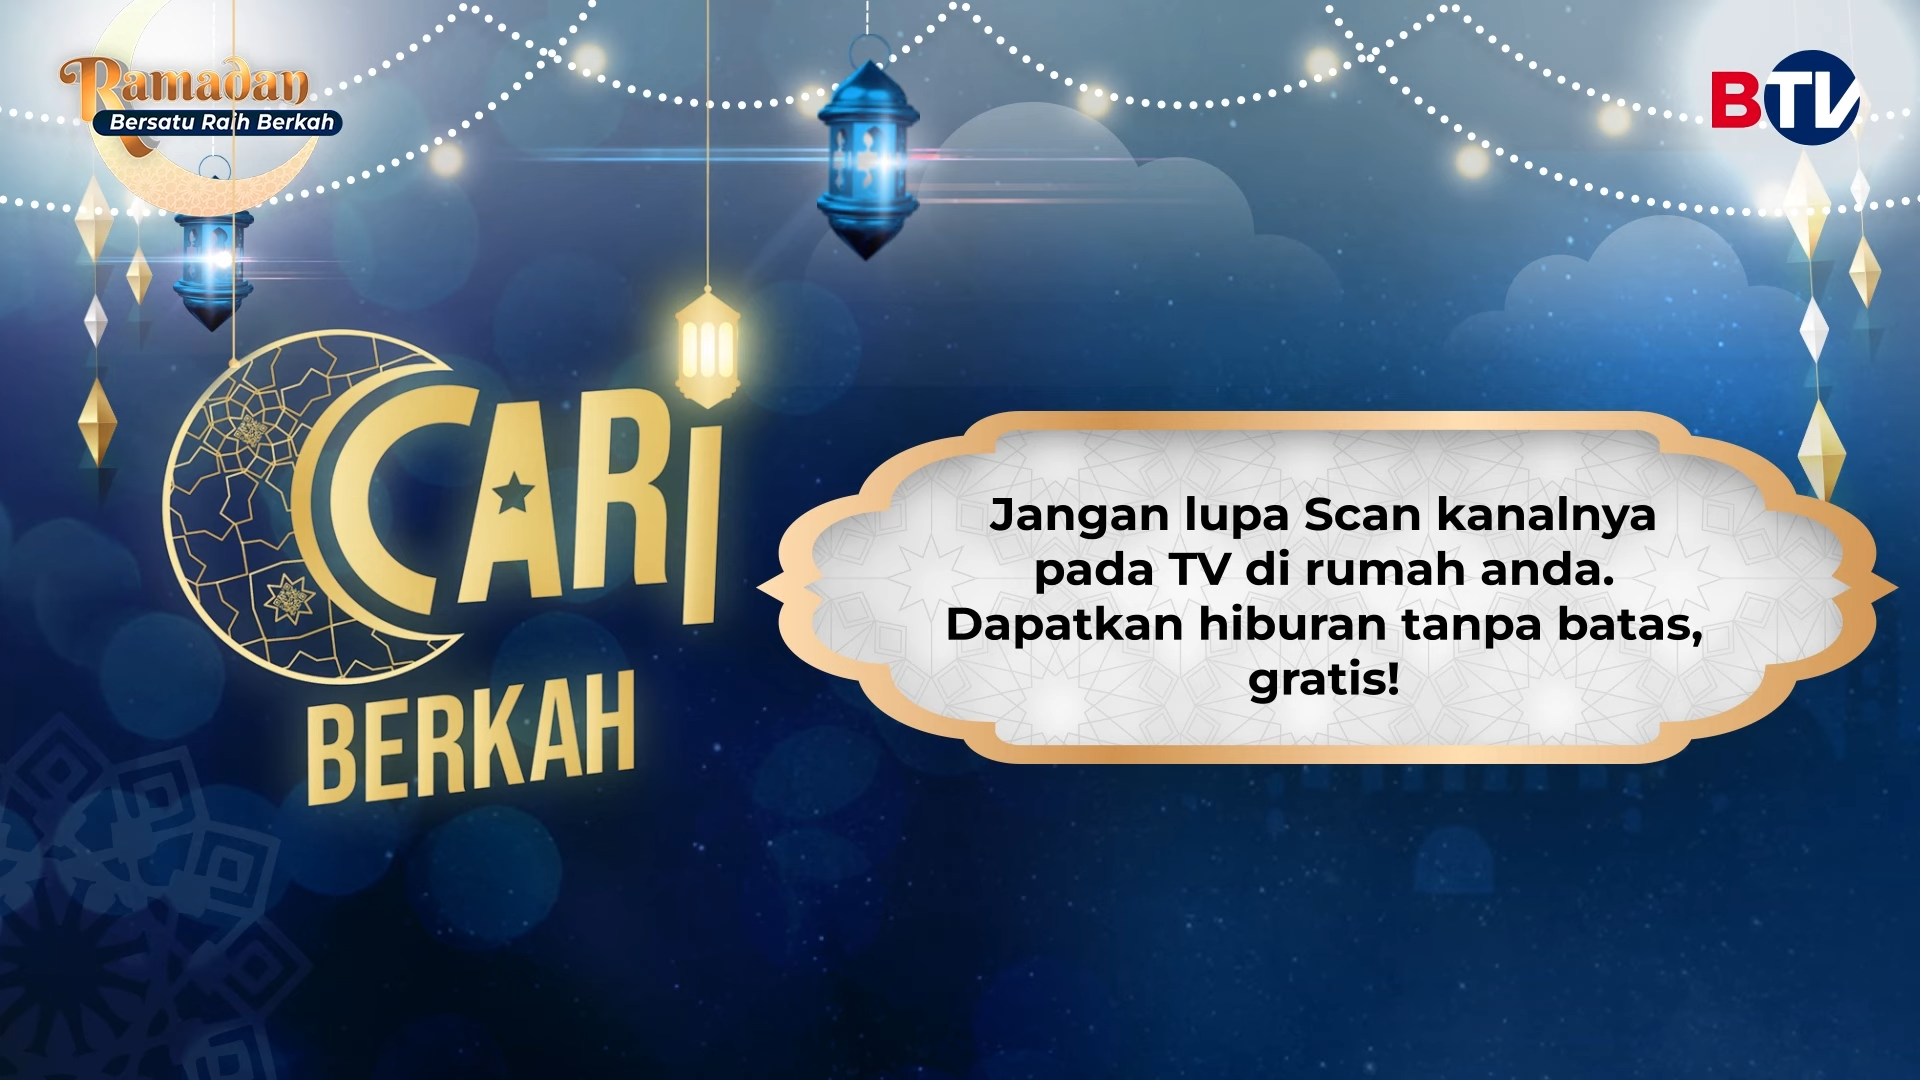 Ramadan
Bersatu Raih Berkah
BTV
CARI
BERKAH
Jangan lupa Scan kanalnya
pada TV di rumah anda.
Dapatkan hiburan tanpa batas,
gratis!